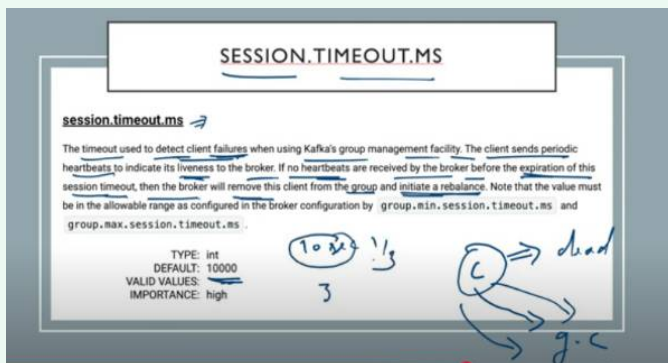 SESSION.TIMEOUT.MS
session.timeout.ms
The timeout used to detect client failures when using Kafka's group management facility. The client sends periodic
heartbeats to indicate its liveness to the broker. If no heartbeats are received by the broker before the expiration of this
session timeout, then the broker will remove this client from the group and initiate a rebalance. Note that the value must
be in the allowable range as configured in the broker configuration by group.min.session.timeout.ms and
group.max.session.timeout.ms .
TYPE: int
DEFAULT: 10000
VALID VALUES:
IMPORTANCE: high
10 sec 1/3
3
C
dead
g.c